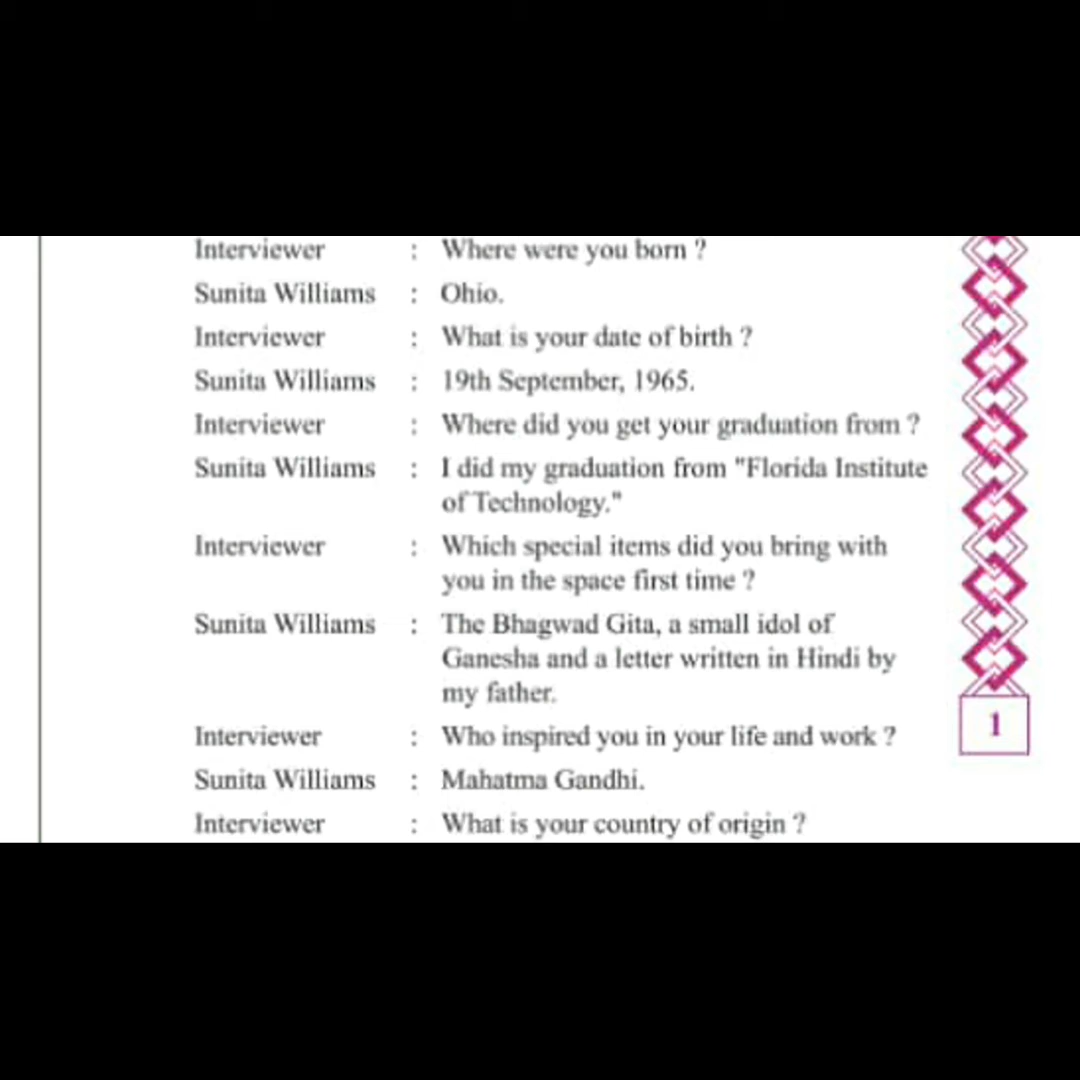 Interviewer : Where were you born ?
Sunita Williams : Ohio.
Interviewer : What is your date of birth ?
Sunita Williams : 19th September, 1965.
Interviewer : Where did you get your graduation from ?
Sunita Williams : I did my graduation from "Florida Institute
of Technology."
Interviewer : Which special items did you bring with
you in the space first time ?
Sunita Williams : The Bhagwad Gita, a small idol of
Ganesha and a letter written in Hindi by
my father.
1
Interviewer : Who inspired you in your life and work ?
Sunita Williams : Mahatma Gandhi.
Interviewer : What is your country of origin ?